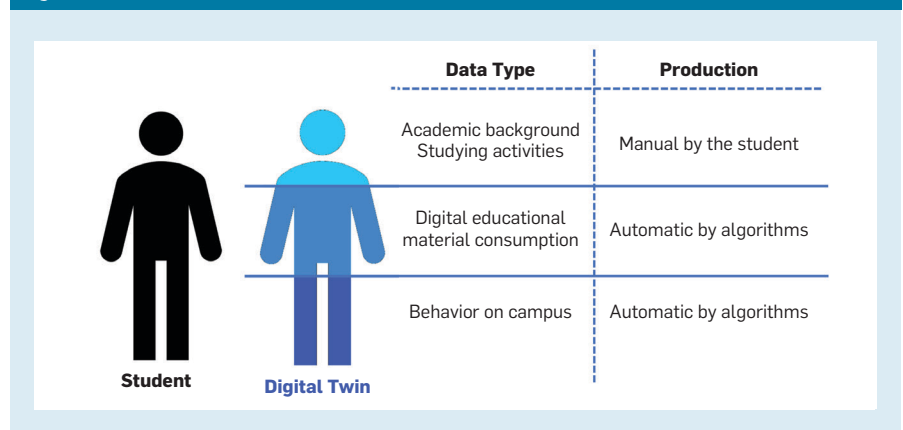 Data Type
Production
Academic background
Studying activities
Manual by the student
Digital educational
material consumption
Automatic by algorithms
Behavior on campus
Automatic by algorithms
Student
Digital Twin